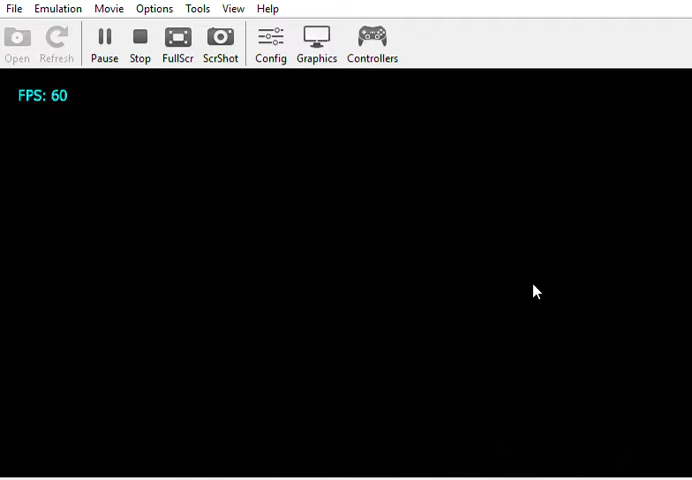 File Emulation Movie Options Tools View Help
Open Refresh Pause Stop FullScr ScrShot Config Graphics Controllers
FPS: 60